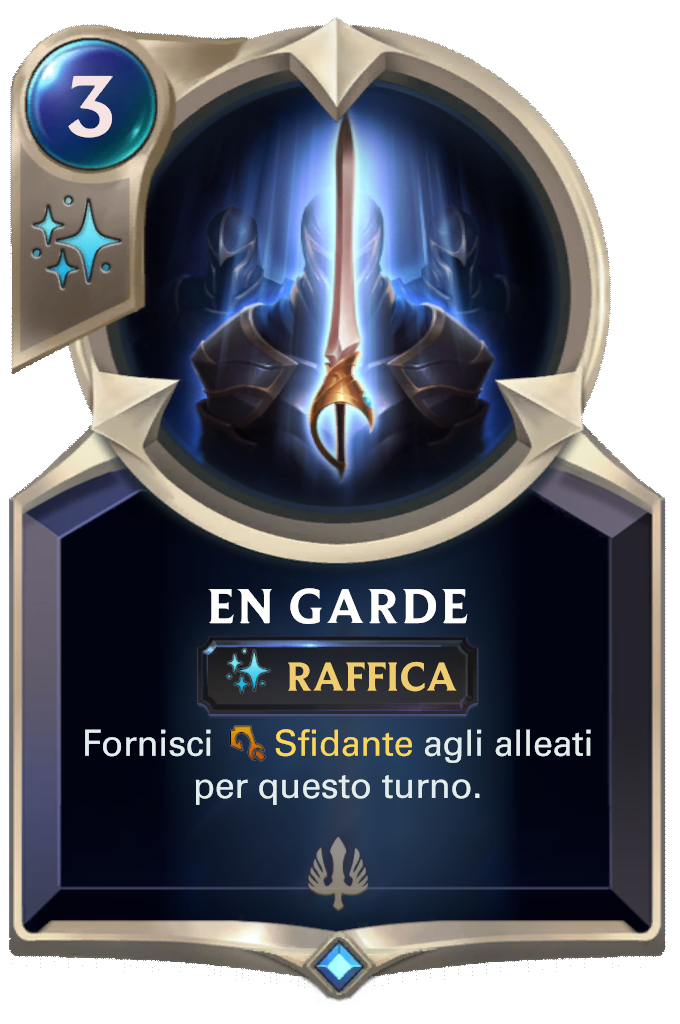 3
EN GARDE
RAFFICA
Fornisci Sfidante agli alleati
per questo turno.